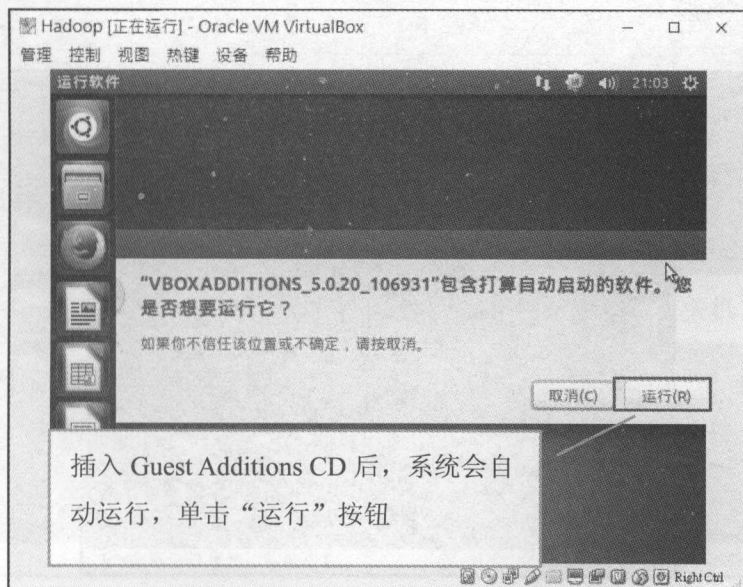 Hadoop [正在运行] - Oracle VM VirtualBox
管理 控制 视图 热键 设备 帮助
运行软件
21:03
“VBOXADDITIONS_5.0.20_106931”包含打算自动启动的软件。您
是否想要运行它？
如果你不信任该位置或不确定，请按取消。
取消(C) 运行(R)
插入 Guest Additions CD 后，系统会自
动运行，单击“运行”按钮
Right Ctrl